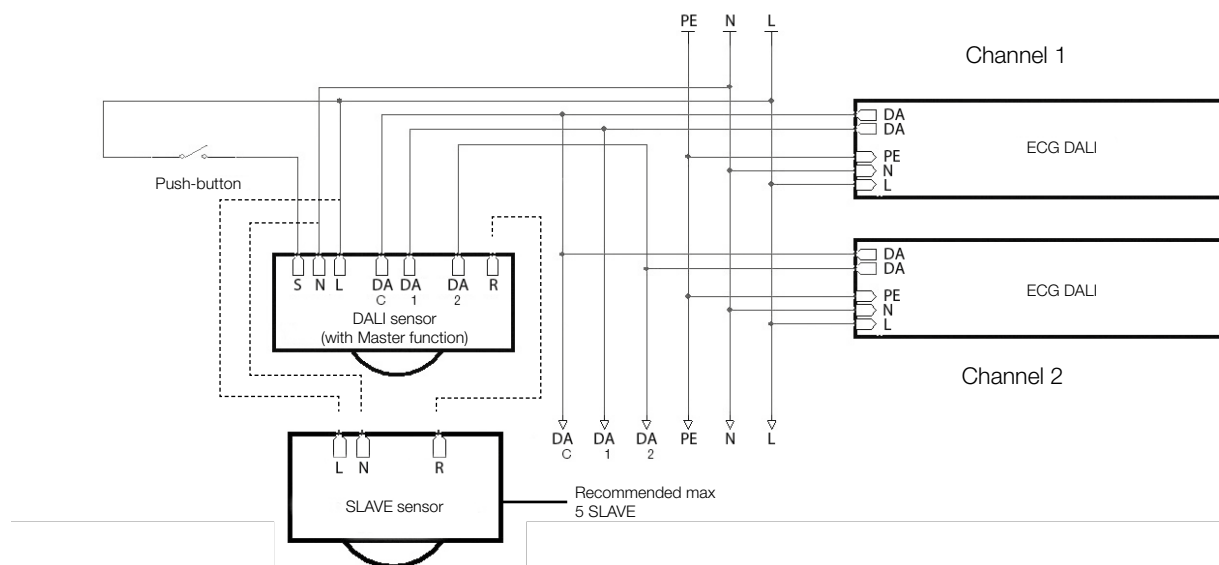 PE N L
Channel 1
DA
DA
ECG DALI
PE
N
L
Push-button
S N L DA DA DA R
C 1 2
DALI sensor
(with Master function)
DA
DA
ECG DALI
PE
N
L
Channel 2
DA DA DA PE N L
C 1 2
L N R
SLAVE sensor
Recommended max
5 SLAVE